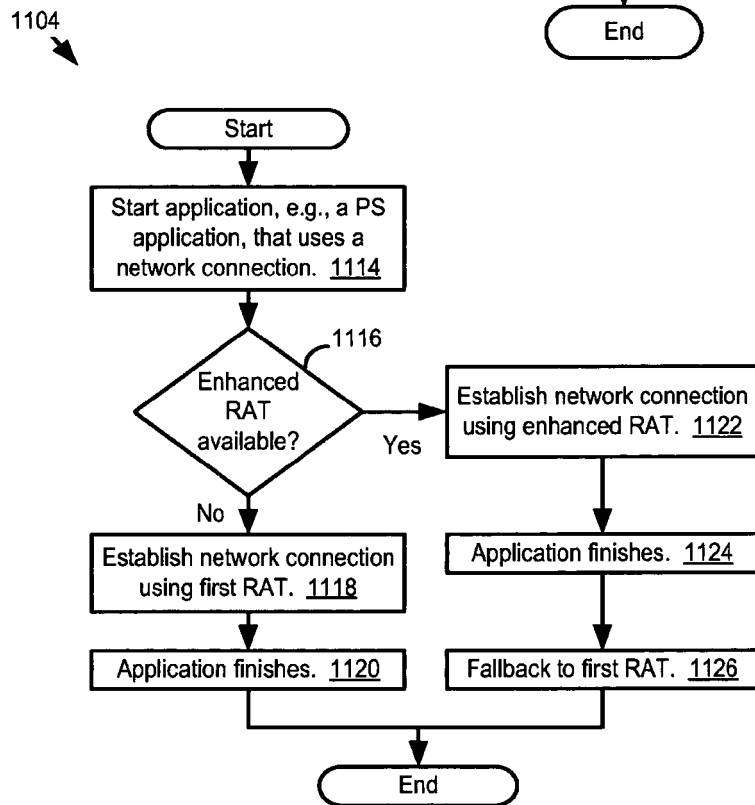 1104
End
Start
Start application, e.g., a PS
application, that uses a
network connection. 1114
1116
Enhanced
RAT
available?
Yes
No
Establish network connection
using enhanced RAT. 1122
Establish network connection
using first RAT. 1118
Application finishes. 1124
Application finishes. 1120
Fallback to first RAT. 1126
End